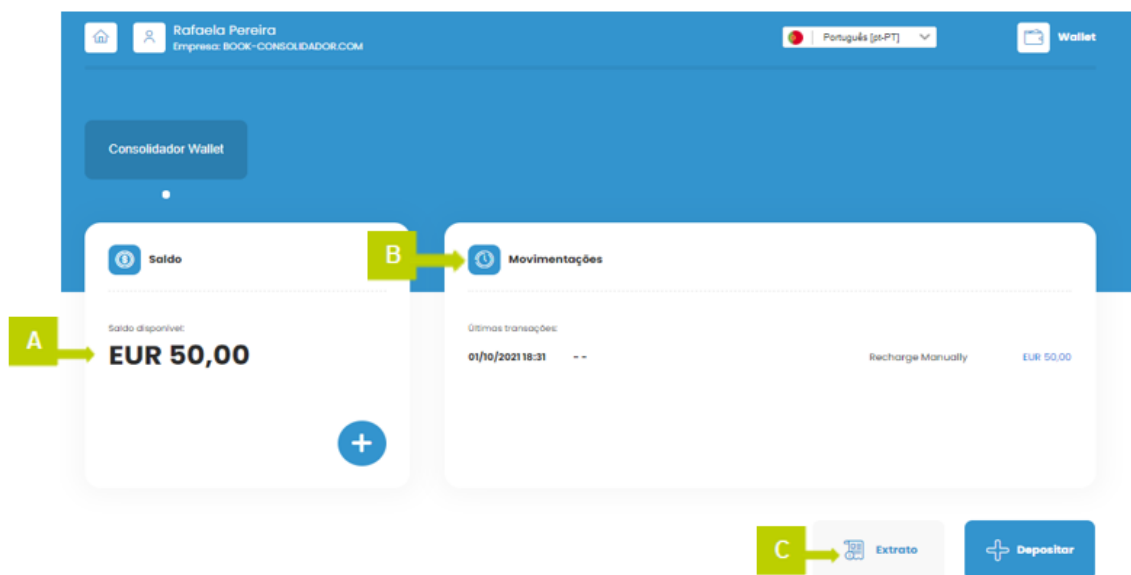 Rafaela Pereira
Empresa: BOOK-CONSOLIDADOR.COM
Português [pt-PT]
Wallet
Consolidador Wallet
Saldo
B
Movimentações
A
Saldo disponível:
EUR 50,00
Últimas transações:
01/10/2021 18:31 - - Recharge Manually EUR 50,00
C
Extrato
Depositar